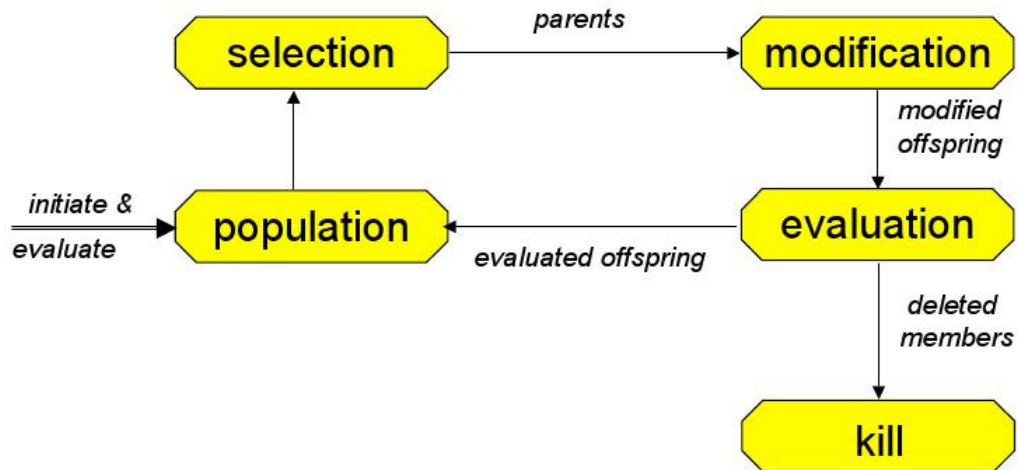 parents
selection
modification
modified
offspring
initiate &
evaluate
population
evaluation
evaluated offspring
deleted
members
kill